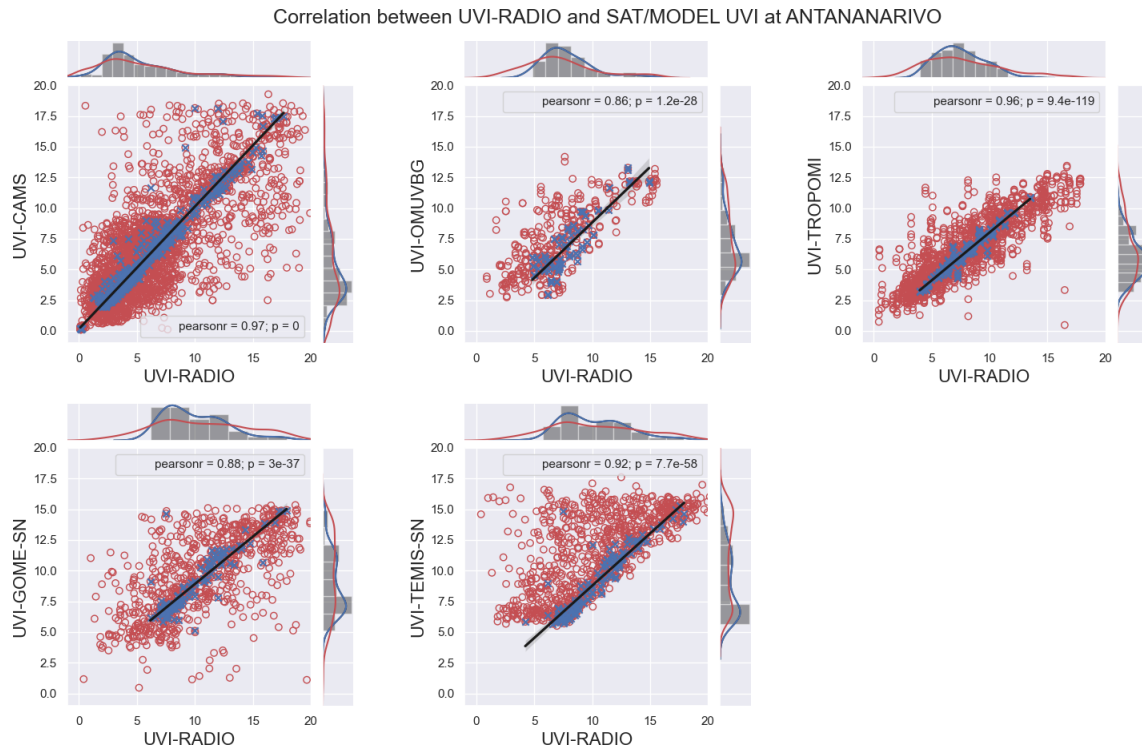 Correlation between UVI-RADIO and SAT/MODEL UVI at ANTANANARIVO
UVI-CAMS
20.0
17.5
15.0
12.5
10.0
7.5
5.0
2.5
0.0
pearsonr = 0.97; p = 0
0 5 10 15 20
UVI-RADIO
UVI-OMUVBG
20.0
17.5
15.0
12.5
10.0
7.5
5.0
2.5
0.0
pearsonr = 0.86; p = 1.2e-28
0 5 10 15 20
UVI-RADIO
UVI-TROPOMI
20.0
17.5
15.0
12.5
10.0
7.5
5.0
2.5
0.0
pearsonr = 0.96; p = 9.4e-119
0 5 10 15 20
UVI-RADIO
UVI-GOME-SN
20.0
17.5
15.0
12.5
10.0
7.5
5.0
2.5
0.0
pearsonr = 0.88; p = 3e-37
0 5 10 15 20
UVI-RADIO
UVI-TEMIS-SN
20.0
17.5
15.0
12.5
10.0
7.5
5.0
2.5
0.0
pearsonr = 0.92; p = 7.7e-58
0 5 10 15 20
UVI-RADIO